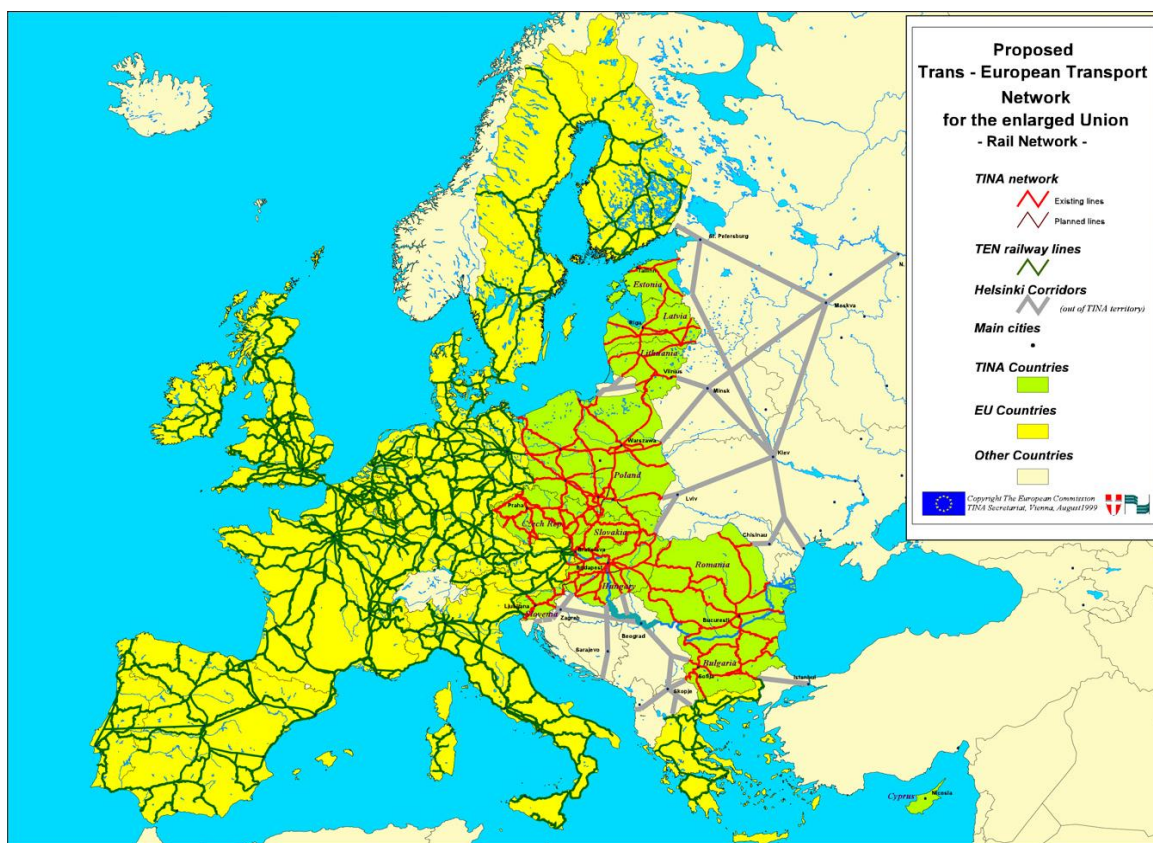 Proposed
Trans - European Transport
Network
for the enlarged Union
- Rail Network -
TINA network
Existing lines
Planned lines
TEN railway lines
Helsinki Corridors
(out of TINA territory)
Main cities
TINA Countries
EU Countries
Other Countries
Copyright The European Commission
TINA Secretariat, Vienna, August1999
St. Petersburg
N.
Estonia
Moskva
Riga
Latvia
Lithuania
Vilnius
Minsk
Warszawa
Kiev
Poland
Lviv
Praha
Czech Rep.
Slovakia
Chisinau
Bratislava
Budapest
Romania
Hungary
Ljubljana
Slovenia
Zagreb
Bucuresti
Beograd
Sarajevo
Bulgaria
Sofija
Istanbul
Skopje
Cyprus
Nicosia